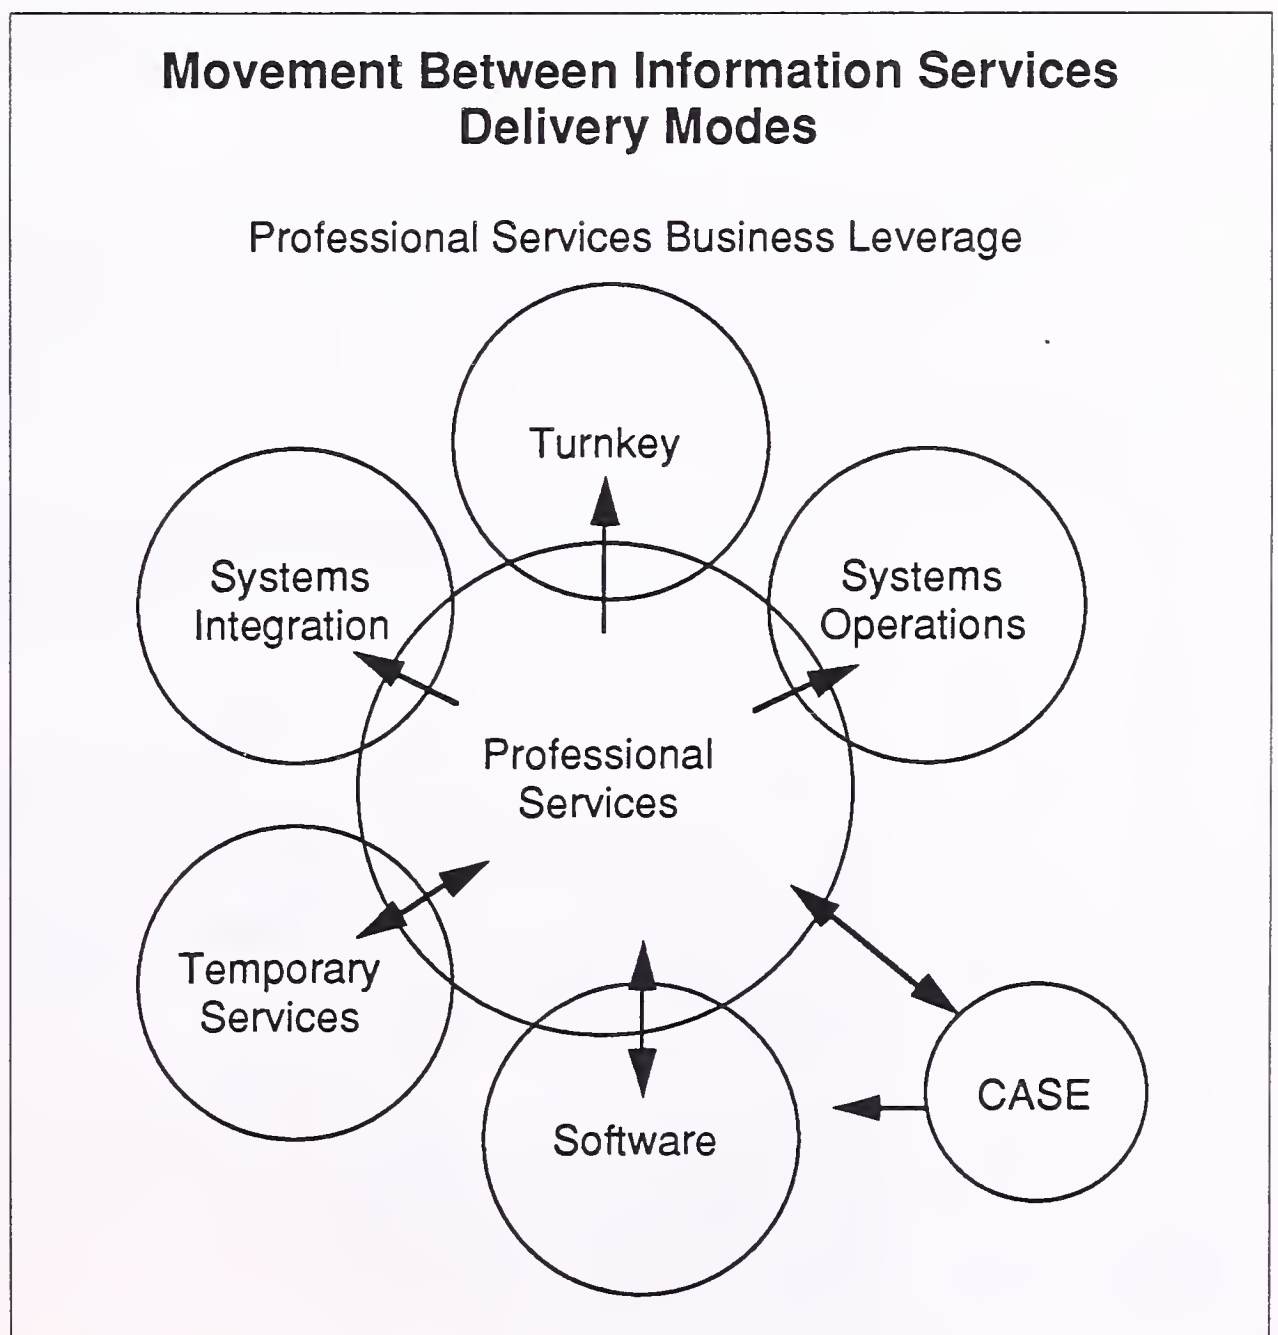 Movement Between Information Services
Delivery Modes
Professional Services Business Leverage
Turnkey
Systems
Integration
Systems
Operations
Professional
Services
Temporary
Services
Software
CASE